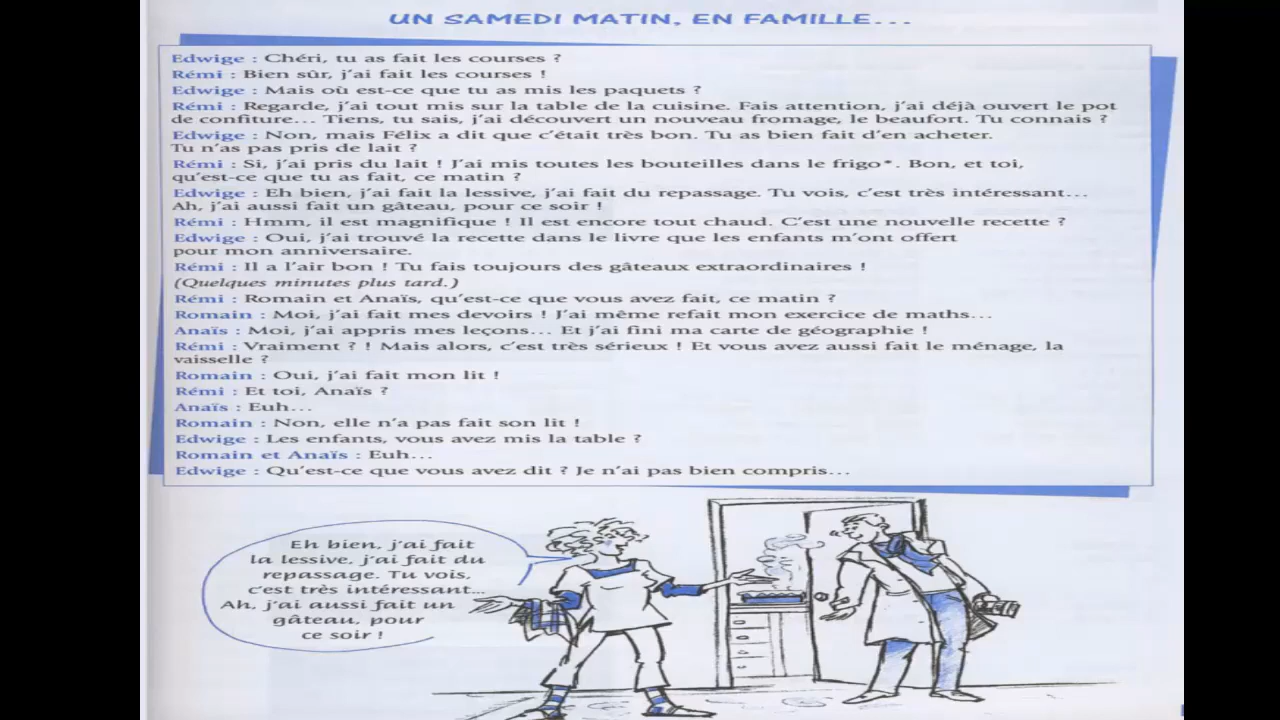 UN SAMEDI MATIN, EN FAMILLE...
Edwige : Chéri, tu as fait les courses ?
Rémi : Bien sûr, j'ai fait les courses !
Edwige : Mais où est-ce que tu as mis les paquets ?
Rémi : Regarde, j'ai tout mis sur la table de la cuisine. Fais attention, j'ai déjà ouvert le pot
de confiture... Tiens, tu sais, j'ai découvert un nouveau fromage, le beaufort. Tu connais ?
Edwige : Non, mais Félix a dit que c'était très bon. Tu as bien fait d'en acheter.
Tu n'as pas pris de lait ?
Rémi : Si, j'ai pris du lait ! J'ai mis toutes les bouteilles dans le frigo*. Bon, et toi,
qu'est-ce que tu as fait, ce matin ?
Edwige : Eh bien, j'ai fait la lessive, j'ai fait du repassage. Tu vois, c'est très intéressant...
Ah, j'ai aussi fait un gâteau, pour ce soir !
Rémi : Hmm, il est magnifique ! Il est encore tout chaud. C'est une nouvelle recette ?
Edwige : Oui, j'ai trouvé la recette dans le livre que les enfants m'ont offert
pour mon anniversaire.
Rémi : Il a l'air bon ! Tu fais toujours des gâteaux extraordinaires !
(Quelques minutes plus tard.)
Rémi : Romain et Anaïs, qu'est-ce que vous avez fait, ce matin ?
Romain : Moi, j'ai fait mes devoirs ! J'ai même refait mon exercice de maths...
Anaïs : Moi, j'ai appris mes leçons... Et j'ai fini ma carte de géographie !
Rémi : Vraiment ? ! Mais alors, c'est très sérieux ! Et vous avez aussi fait le ménage, la
vaisselle ?
Romain : Oui, j'ai fait mon lit !
Rémi : Et toi, Anaïs ?
Anaïs : Euh...
Romain : Non, elle n'a pas fait son lit !
Edwige : Les enfants, vous avez mis la table ?
Romain et Anaïs : Euh...
Edwige : Qu'est-ce que vous avez dit ? Je n'ai pas bien compris...
Eh bien, j'ai fait
la lessive, j'ai fait du
repassage. Tu vois,
c'est très intéressant...
Ah, j'ai aussi fait un
gâteau, pour
ce soir !